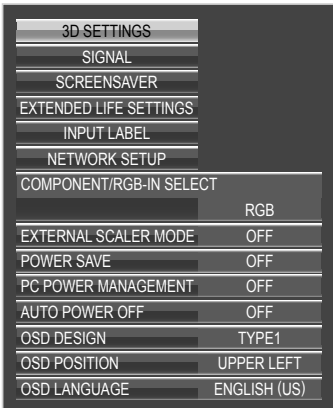 3D SETTINGS
SIGNAL
SCREENSAVER
EXTENDED LIFE SETTINGS
INPUT LABEL
NETWORK SETUP
COMPONENT/RGB-IN SELECT
RGB
EXTERNAL SCALER MODE OFF
POWER SAVE OFF
PC POWER MANAGEMENT OFF
AUTO POWER OFF OFF
OSD DESIGN TYPE1
OSD POSITION UPPER LEFT
OSD LANGUAGE ENGLISH (US)